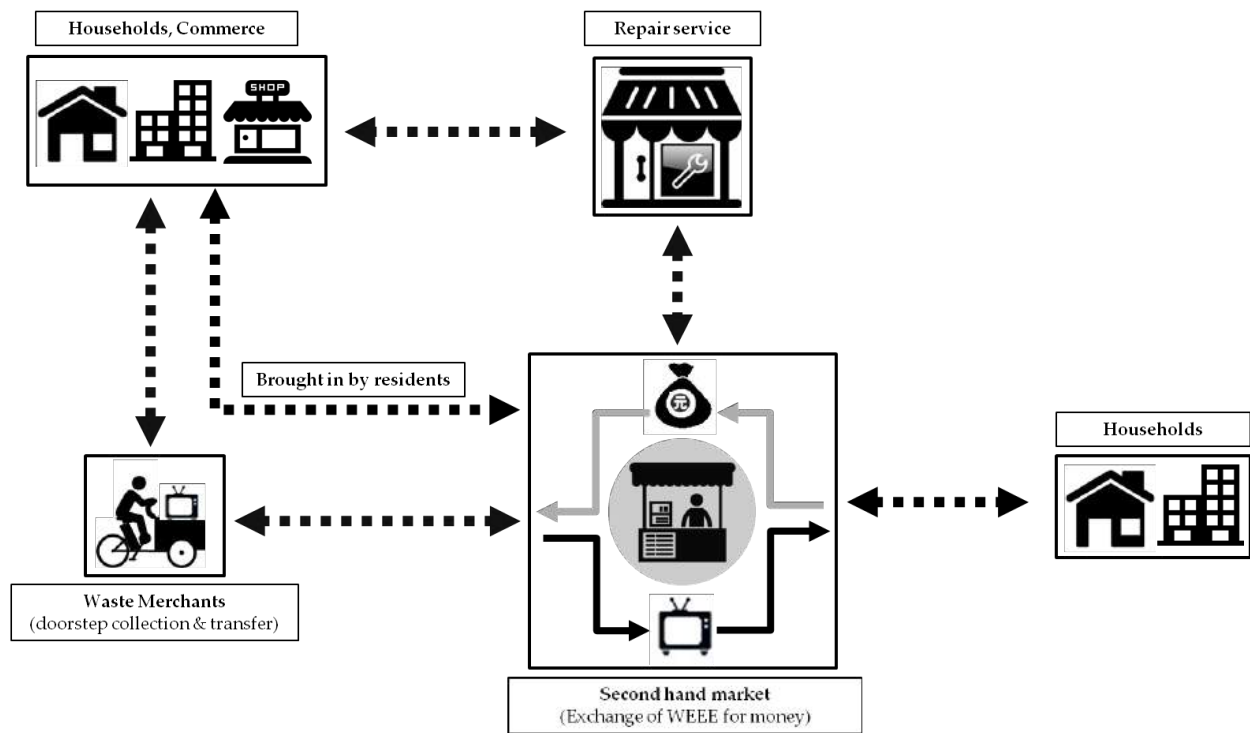 Households, Commerce
Repair service
SHOP
Brought in by residents
元
Households
Waste Merchants
(doorstep collection & transfer)
Second hand market
(Exchange of WEEE for money)